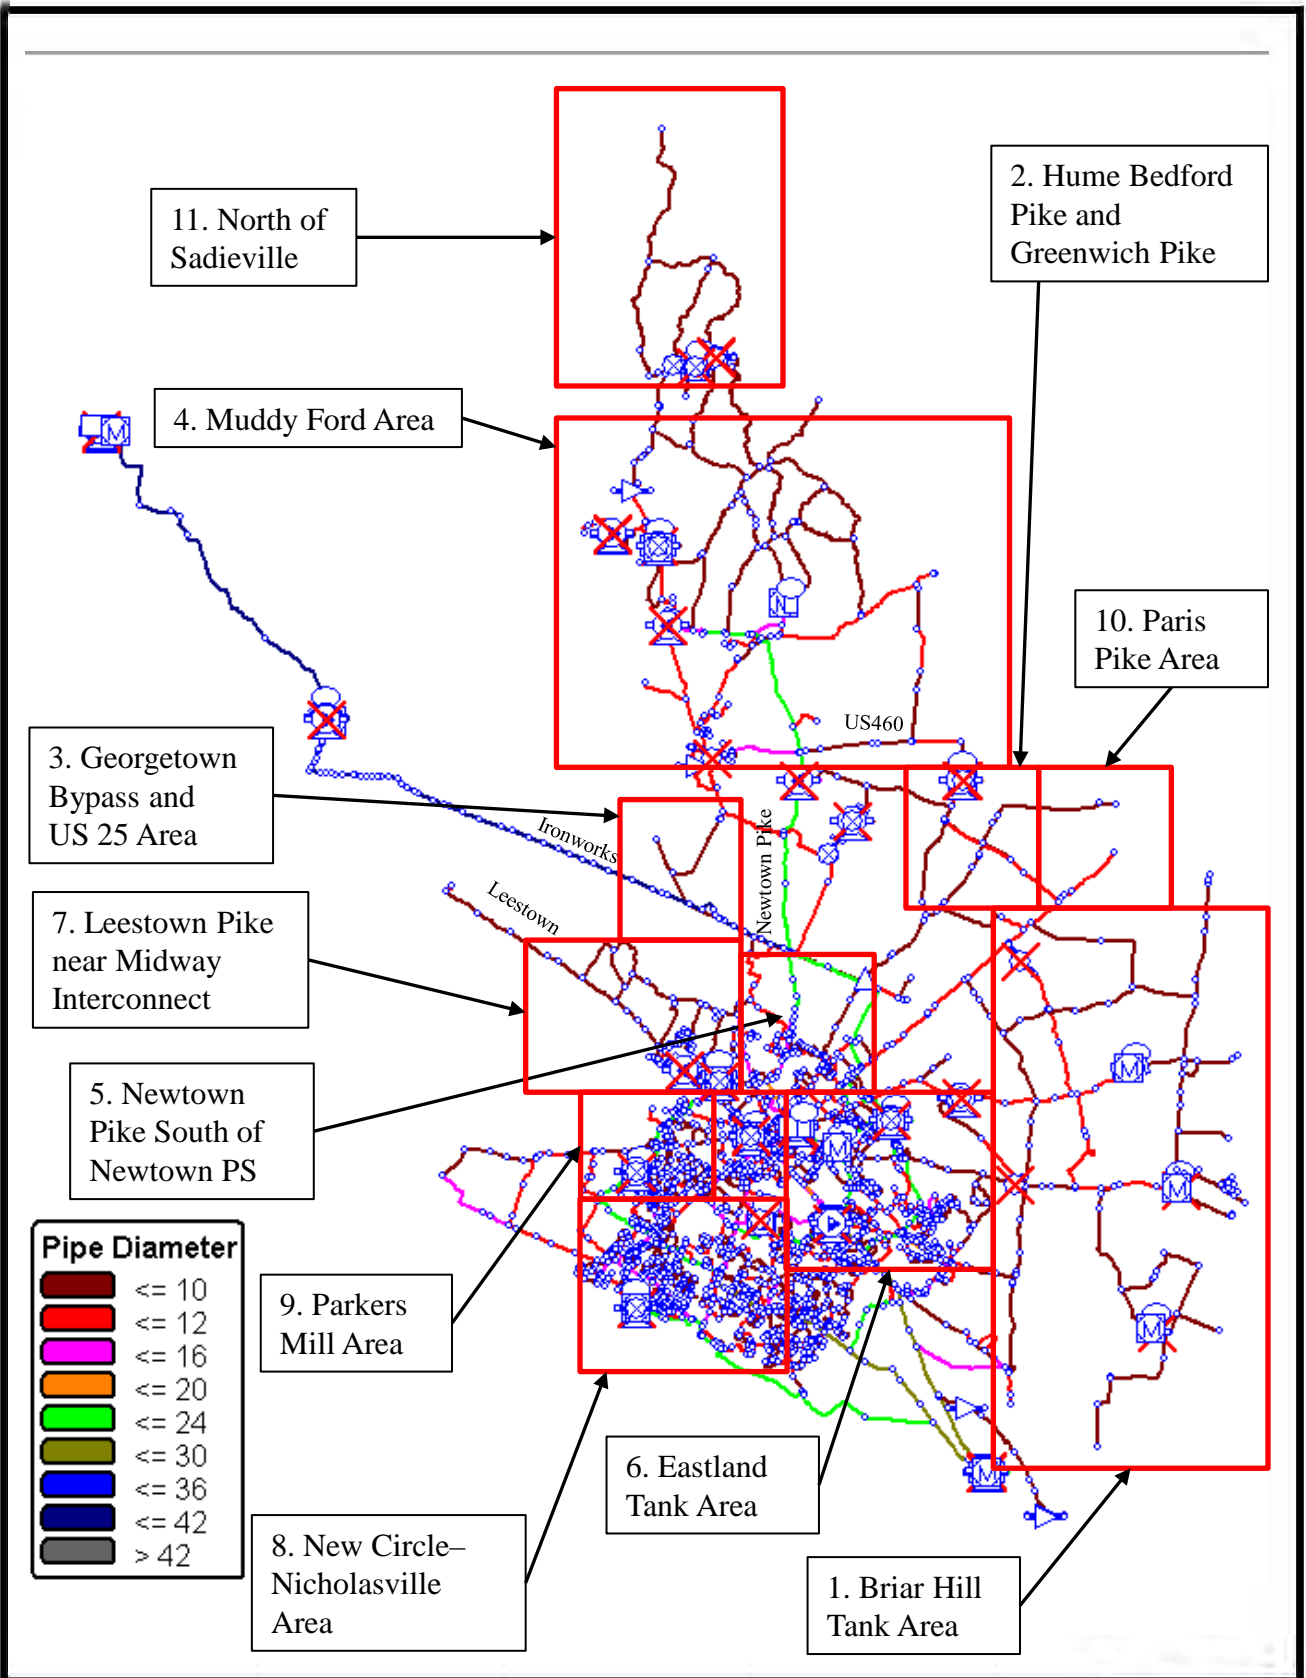 11. North of
Sadieville
2. Hume Bedford
Pike and
Greenwich Pike
4. Muddy Ford Area
M
N
10. Paris
Pike Area
US460
3. Georgetown
Bypass and
US 25 Area
Ironworks
Newtown Pike
Leestown
7. Leestown Pike
near Midway
Interconnect
M
5. Newtown
Pike South of
Newtown PS
M
M
Pipe Diameter
<= 10
<= 12
<= 16
<= 20
<= 24
<= 30
<= 36
<= 42
> 42
9. Parkers
Mill Area
M
6. Eastland
Tank Area
M
8. New Circle–
Nicholasville
Area
1. Briar Hill
Tank Area